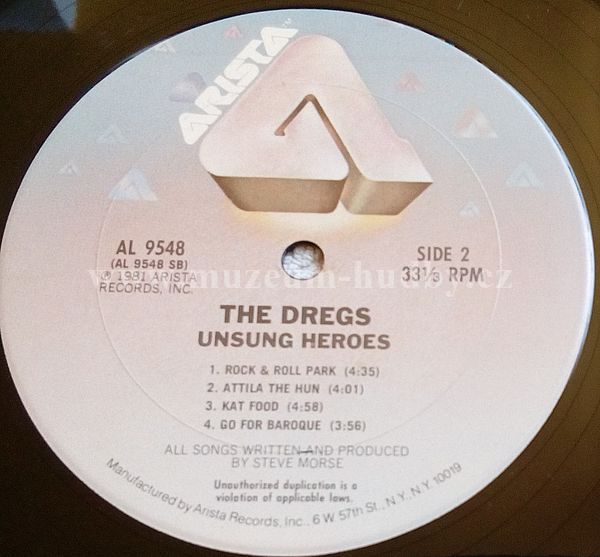 ARISTA™
AL 9548
(AL 9548 SB)
℗ 1981 ARISTA
RECORDS, INC.
SIDE 2
33⅓ RPM
www.muzeum-hudby.cz
THE DREGS
UNSUNG HEROES
1. ROCK & ROLL PARK (4:35)
2. ATTILA THE HUN (4:01)
3. KAT FOOD (4:58)
4. GO FOR BAROQUE (3:56)
ALL SONGS WRITTEN AND PRODUCED
BY STEVE MORSE
Unauthorized duplication is a
violation of applicable laws.
Manufactured by Arista Records, Inc., 6 W. 57th St., N.Y., N.Y. 10019